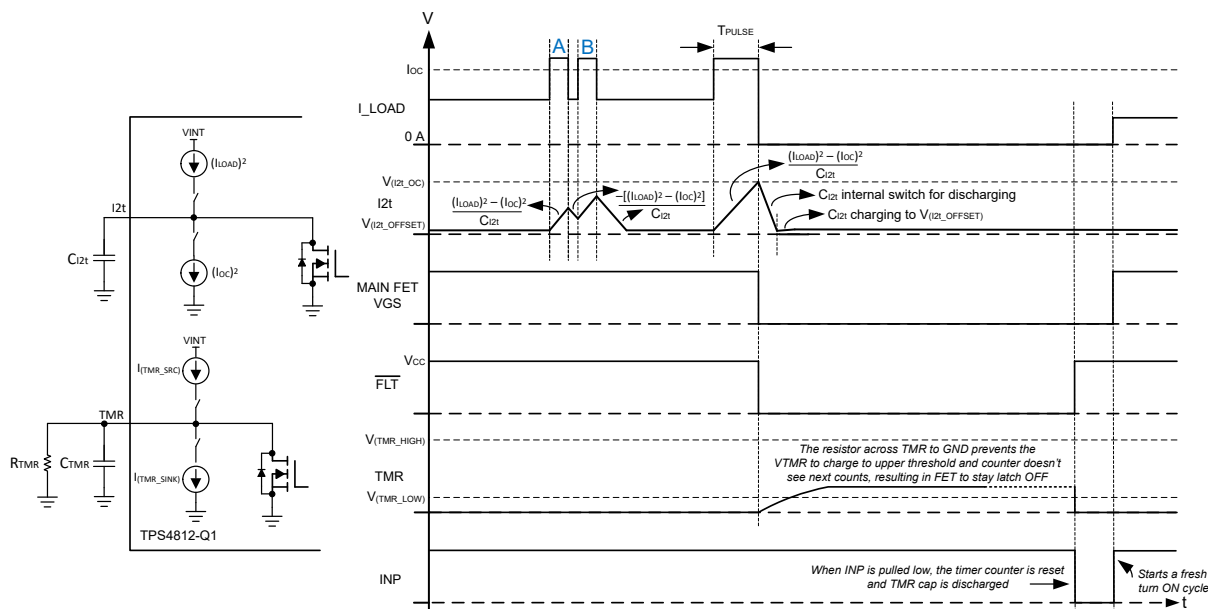 VINT
(ILOAD)²
I2t
CI2t
(IOC)²
VINT
I(TMR_SRC)
TMR
RTMR
CTMR
I(TMR_SINK)
TPS4812-Q1
V
A
B
TPULSE
IOC
I_LOAD
0 A
V(I2t_OC)
I2t
V(I2t_OFFSET)
(ILOAD)² – (IOC)²
CI2t
–[(ILOAD)² – (IOC)²]
CI2t
(ILOAD)² – (IOC)²
CI2t
CI2t internal switch for discharging
CI2t charging to V(I2t_OFFSET)
MAIN FET
VGS
VCC
FLT
V(TMR_HIGH)
TMR
V(TMR_LOW)
The resistor across TMR to GND prevents the
VTMR to charge to upper threshold and counter doesn't
see next counts, resulting in FET to stay latch OFF
INP
When INP is pulled low, the timer counter is reset
and TMR cap is discharged
Starts a fresh
turn ON cycle
t